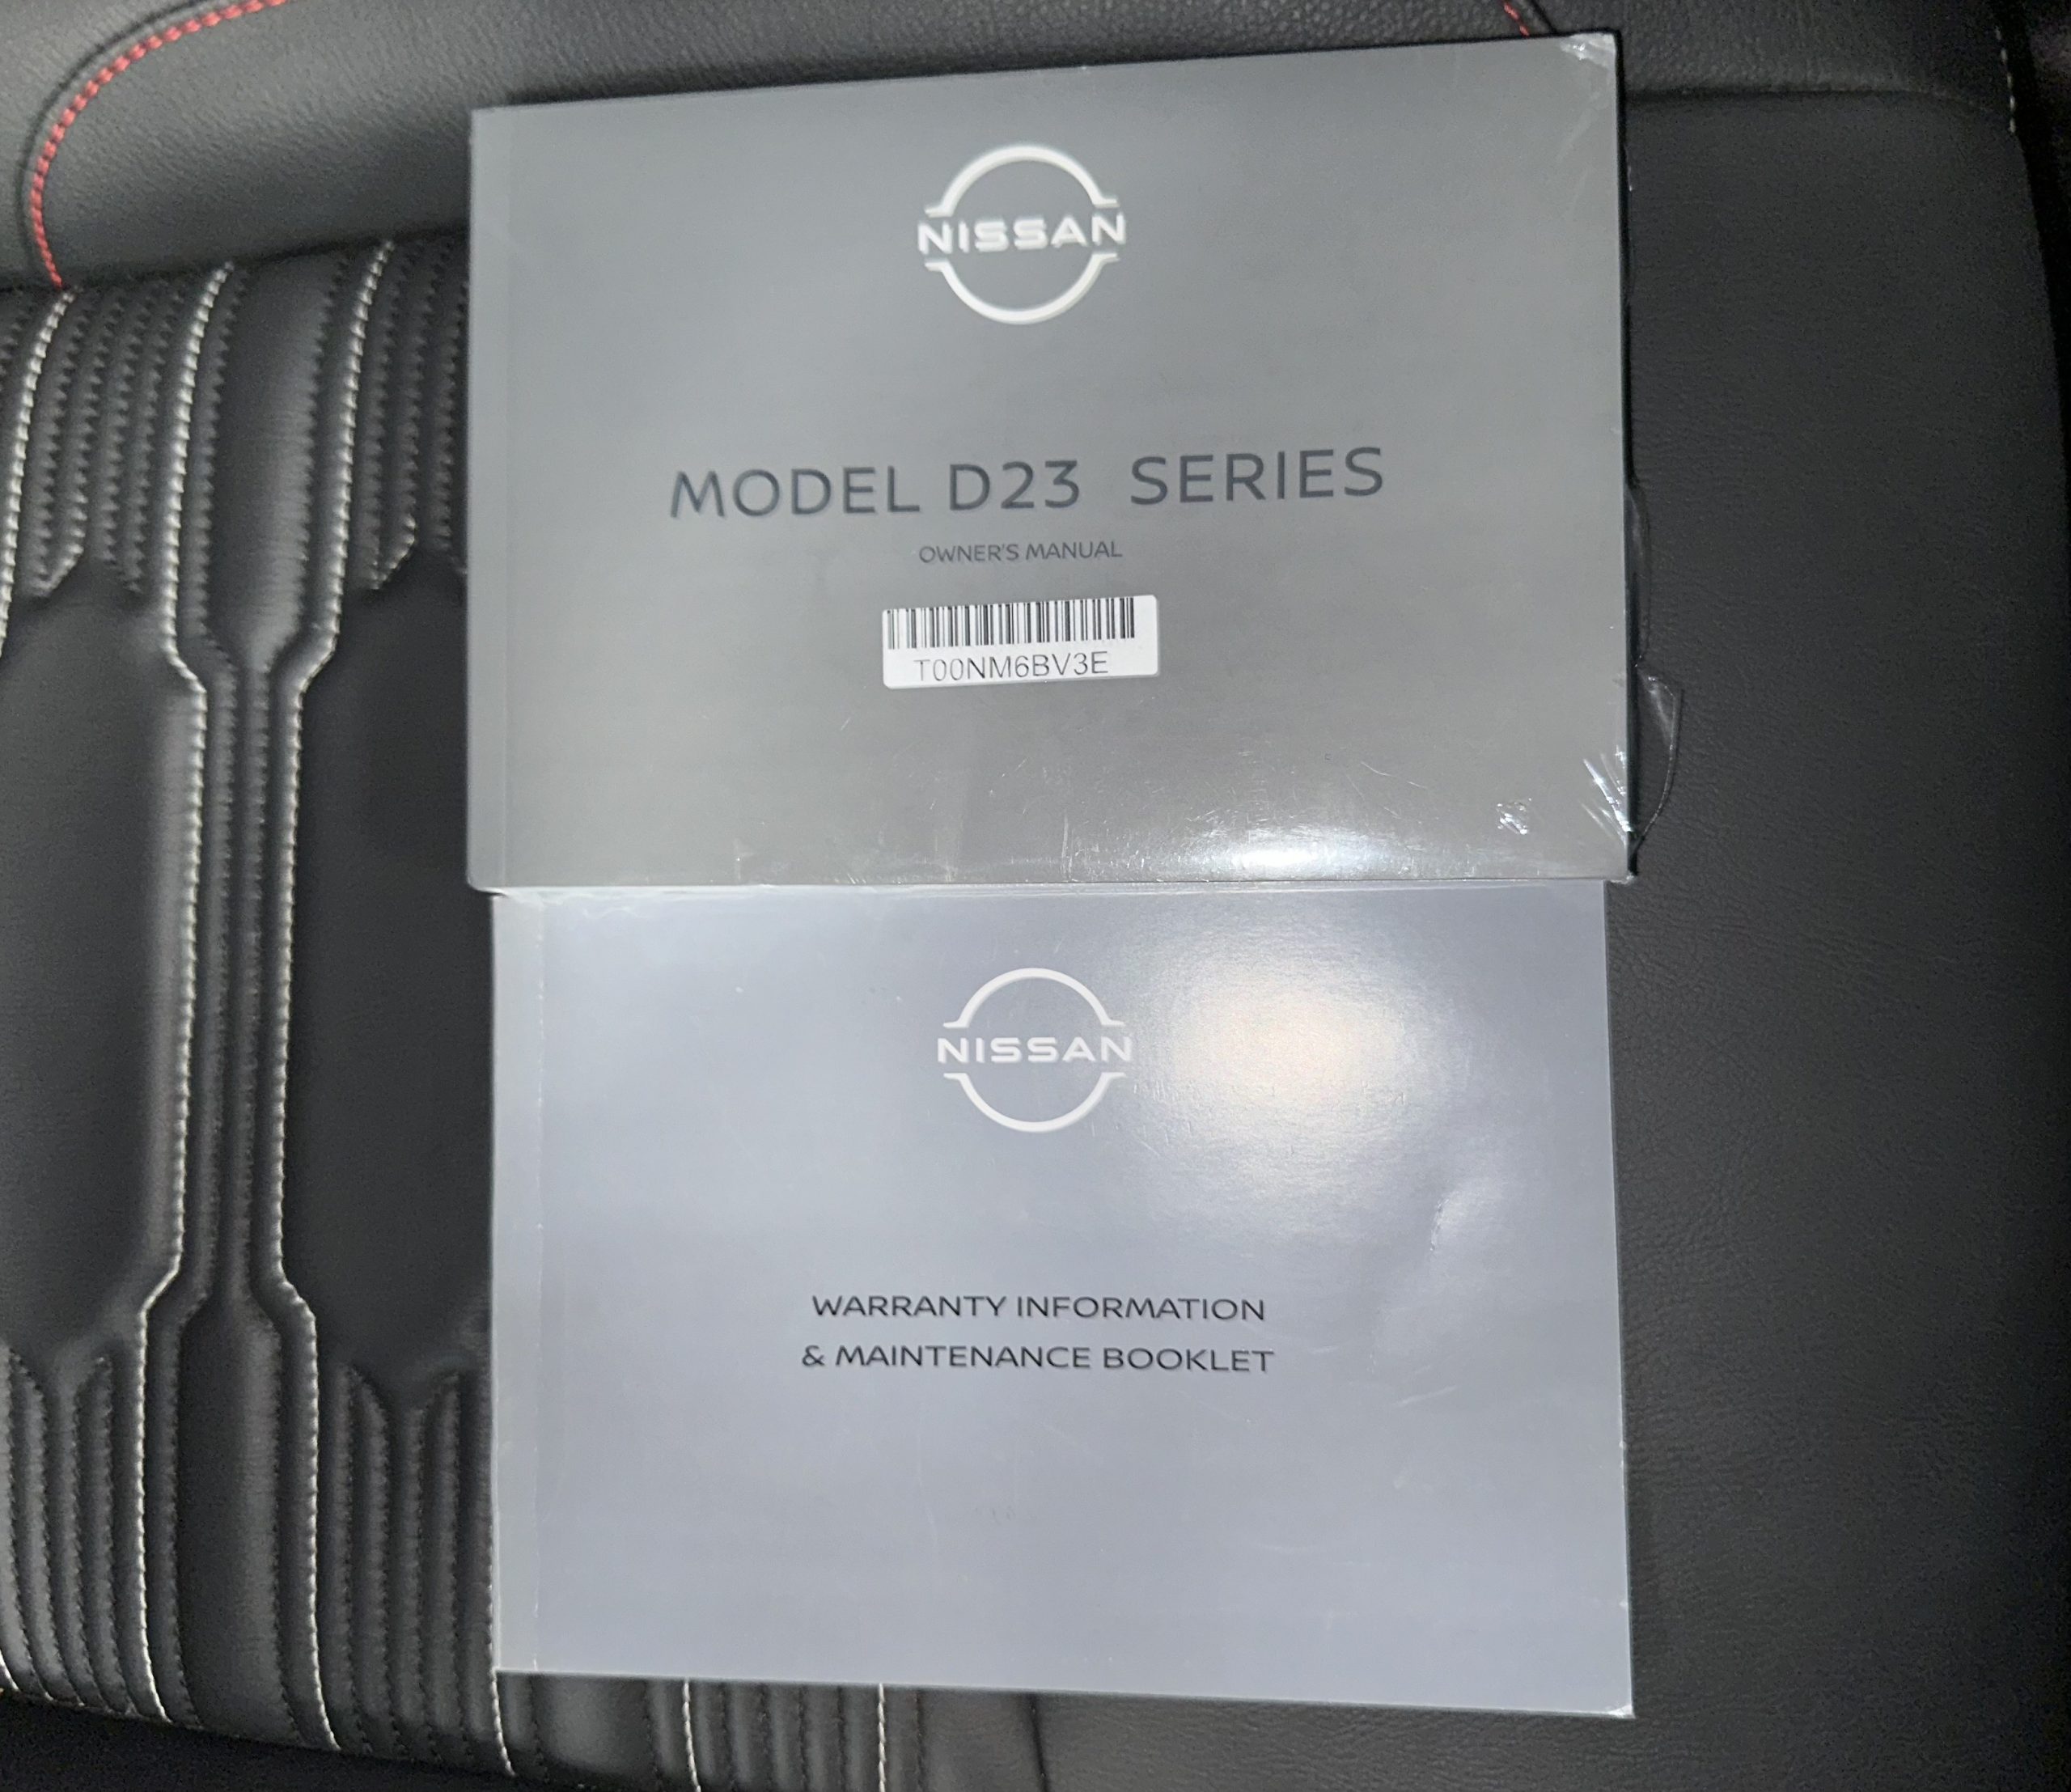 NISSAN
MODEL D23 SERIES
OWNER'S MANUAL
T00NM6BV3E
NISSAN
WARRANTY INFORMATION
& MAINTENANCE BOOKLET